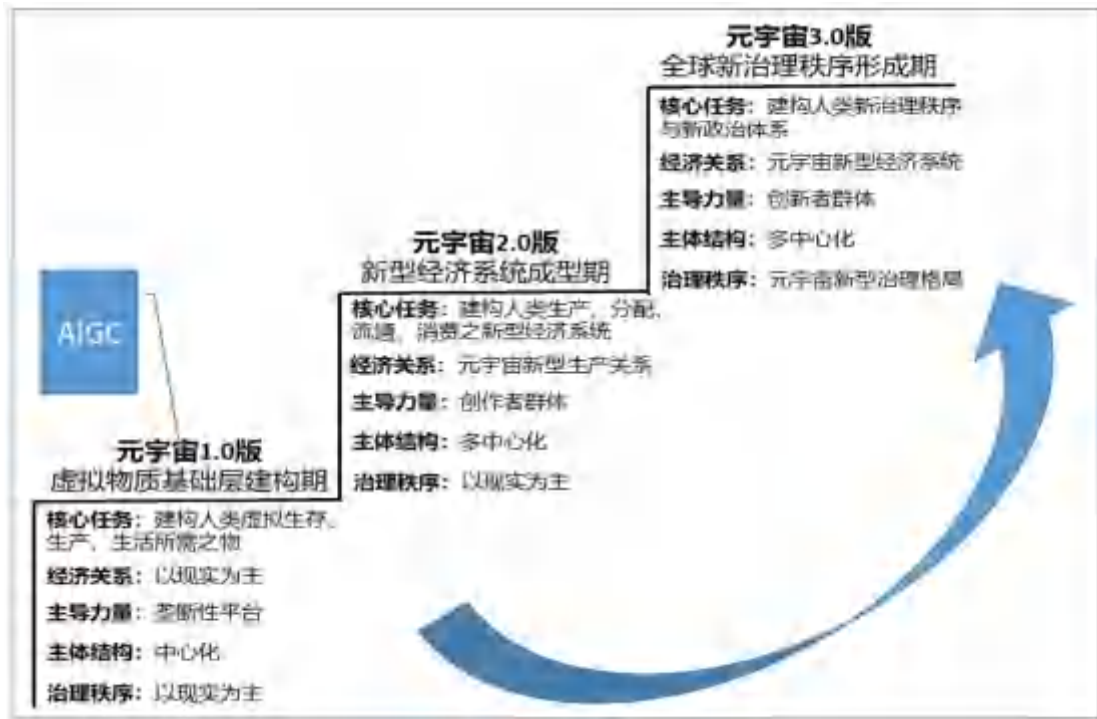 元宇宙3.0版
全球新治理秩序形成期
核心任务：建构人类新治理秩序
与新政治体系
经济关系：元宇宙新型经济系统
主导力量：创新者群体
主体结构：多中心化
治理秩序：元宇宙新型治理格局
元宇宙2.0版
新型经济系统成型期
核心任务：建构人类生产、分配、
流通、消费之新型经济系统
经济关系：元宇宙新型生产关系
主导力量：创作者群体
主体结构：多中心化
治理秩序：以现实为主
AIGC
元宇宙1.0版
虚拟物质基础层建构期
核心任务：建构人类虚拟生存、
生产、生活所需之物
经济关系：以现实为主
主导力量：垄断性平台
主体结构：中心化
治理秩序：以现实为主